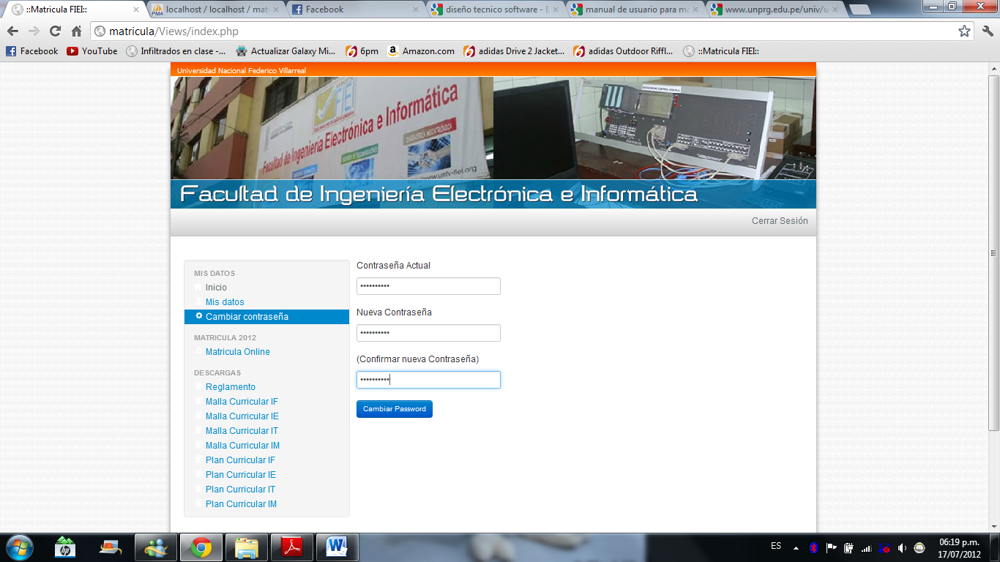 ::Matricula FIEI::
localhost / localhost / mat
Facebook
diseño tecnico software - B
manual de usuario para m
www.unprg.edu.pe/univ/u
matricula/Views/index.php
Facebook
YouTube
Infiltrados en clase -...
Actualizar Galaxy Mi...
6pm
Amazon.com
adidas Drive 2 Jacket...
adidas Outdoor Riffl...
::Matricula FIEI::
Universidad Nacional Federico Villarreal
FIEI
Facultad de Ingeniería Electrónica e Informática
INGENIERÍA MECATRÓNICA
http://www.unfv-fiei.org
Facultad de Ingeniería Electrónica e Informática
Cerrar Sesión
MIS DATOS
Inicio
Mis datos
Cambiar contraseña
MATRICULA 2012
Matricula Online
DESCARGAS
Reglamento
Malla Curricular IF
Malla Curricular IE
Malla Curricular IT
Malla Curricular IM
Plan Curricular IF
Plan Curricular IE
Plan Curricular IT
Plan Curricular IM
Contraseña Actual
••••••••••
Nueva Contraseña
••••••••••
(Confirmar nueva Contraseña)
••••••••••
Cambiar Password
ES
06:19 p.m.
17/07/2012